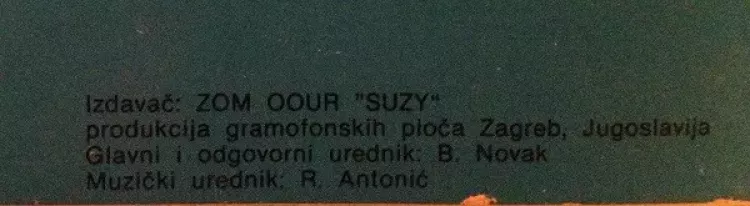 Izdavač: ZOM OOUR "SUZY"
produkcija gramofonskih ploča Zagreb, Jugoslavija
Glavni i odgovorni urednik: B. Novak
Muzički urednik: R. Antonić